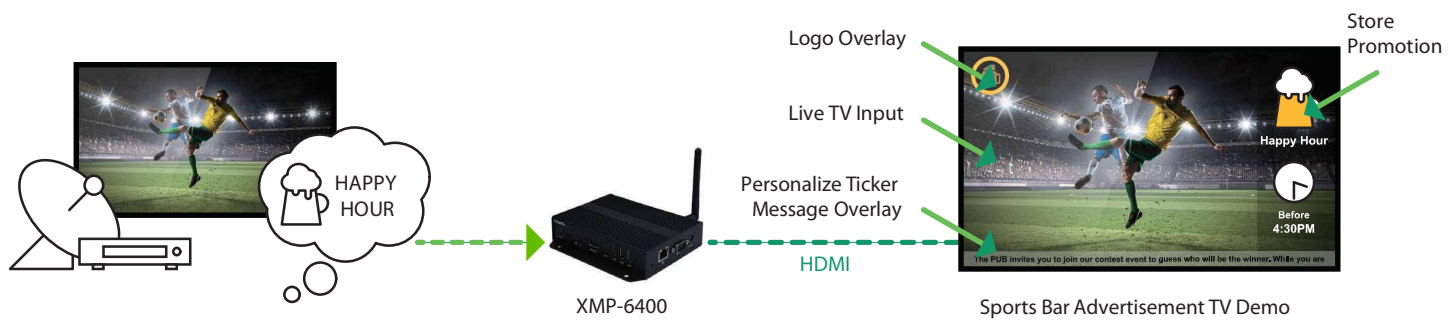 Store
Promotion
Logo Overlay
Live TV Input
Happy Hour
HAPPY
HOUR
Personalize Ticker
Message Overlay
Before
4:30PM
The PUB invites you to join our contest event to guess who will be the winner. While you are
HDMI
XMP-6400
Sports Bar Advertisement TV Demo